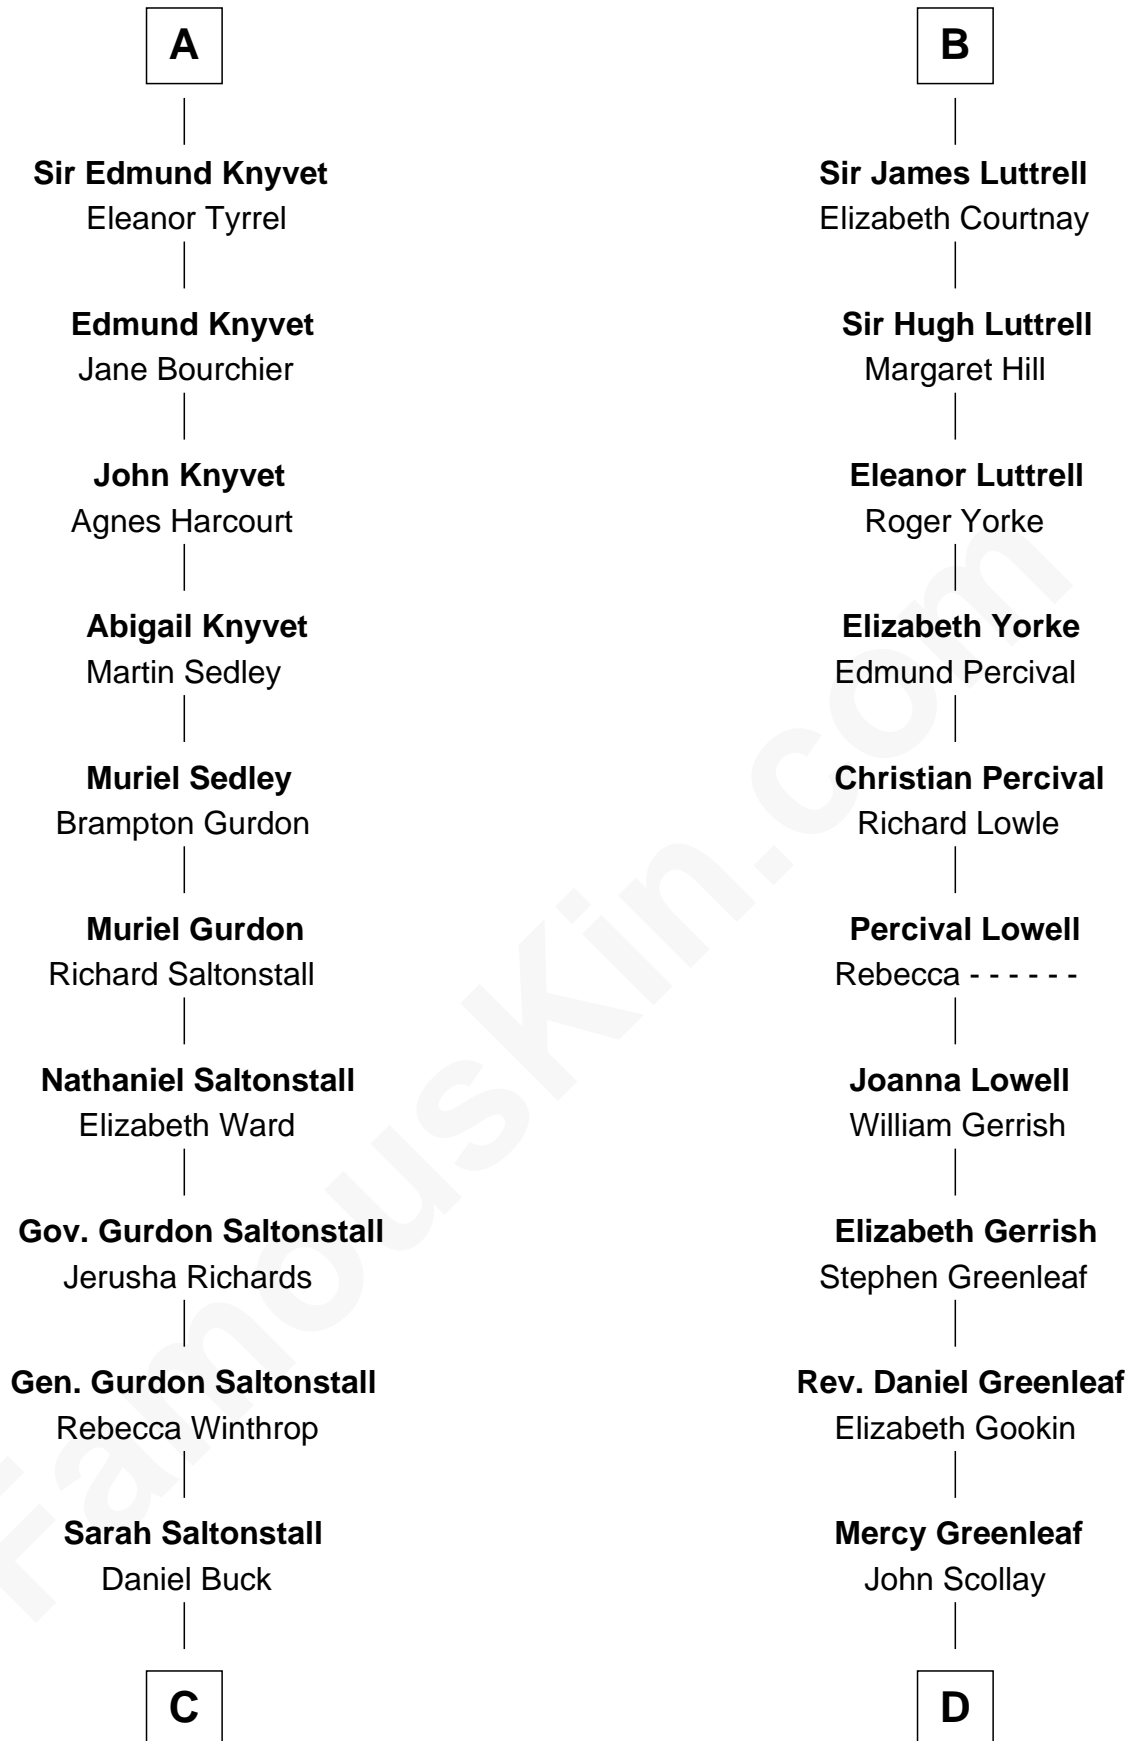 A
Sir Edmund Knyvet
Eleanor Tyrrel
Edmund Knyvet
Jane Bourchier
John Knyvet
Agnes Harcourt
Abigail Knyvet
Martin Sedley
Muriel Sedley
Brampton Gurdon
Muriel Gurdon
Richard Saltonstall
Nathaniel Saltonstall
Elizabeth Ward
Gov. Gurdon Saltonstall
Jerusha Richards
Gen. Gurdon Saltonstall
Rebecca Winthrop
Sarah Saltonstall
Daniel Buck
C
B
Sir James Luttrell
Elizabeth Courtnay
Sir Hugh Luttrell
Margaret Hill
Eleanor Luttrell
Roger Yorke
Elizabeth Yorke
Edmund Percival
Christian Percival
Richard Lowle
Percival Lowell
Rebecca - - - - - -
Joanna Lowell
William Gerrish
Elizabeth Gerrish
Stephen Greenleaf
Rev. Daniel Greenleaf
Elizabeth Gookin
Mercy Greenleaf
John Scollay
D
FamousKin.com